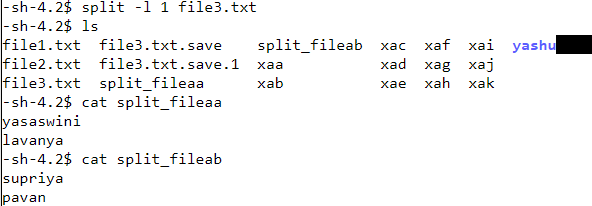 -sh-4.2$ split -l 1 file3.txt
-sh-4.2$ ls
file1.txt  file3.txt.save    split_fileab  xac  xaf  xai  yashu
file2.txt  file3.txt.save.1  xaa           xad  xag  xaj
file3.txt  split_fileaa      xab           xae  xah  xak
-sh-4.2$ cat split_fileaa
yasaswini
lavanya
-sh-4.2$ cat split_fileab
supriya
pavan